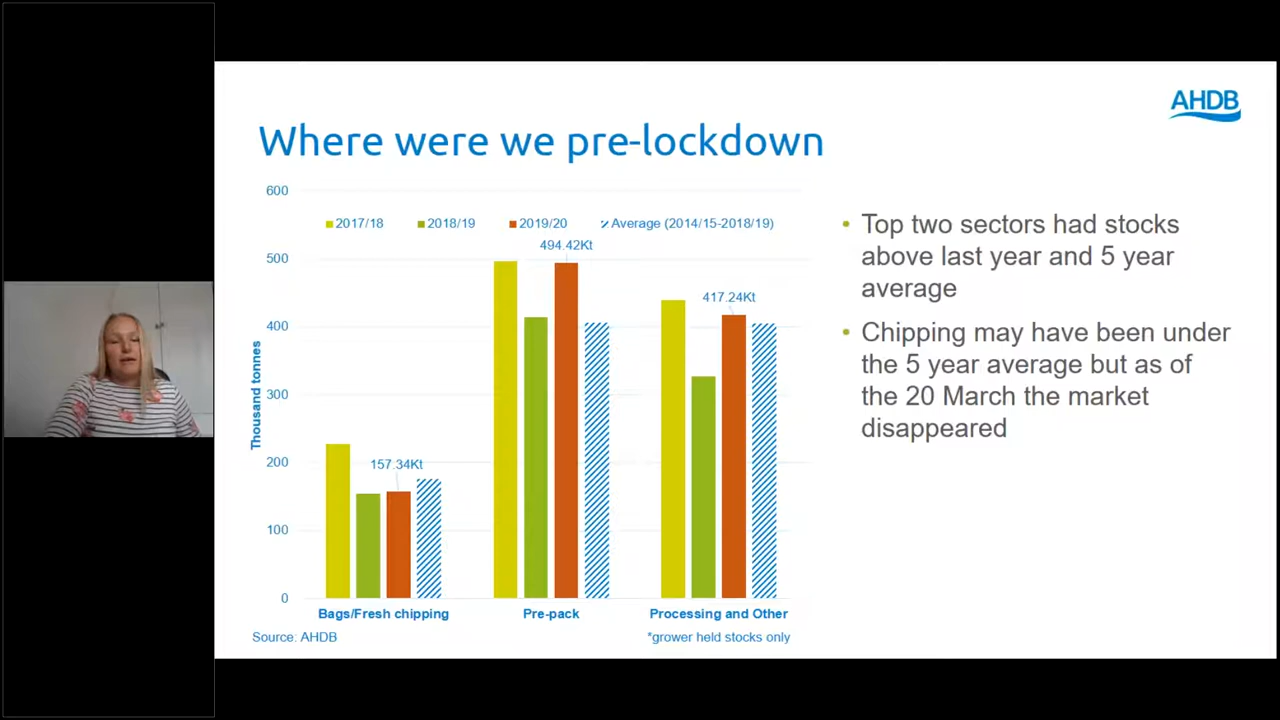 AHDB
Where were we pre-lockdown
600
500
400
300
200
100
0
Thousand tonnes
2017/18
2018/19
2019/20
Average (2014/15-2018/19)
157.34Kt
494.42Kt
417.24Kt
Bags/Fresh chipping
Pre-pack
Processing and Other
Source: AHDB
*grower held stocks only
• Top two sectors had stocks
above last year and 5 year
average
• Chipping may have been under
the 5 year average but as of
the 20 March the market
disappeared